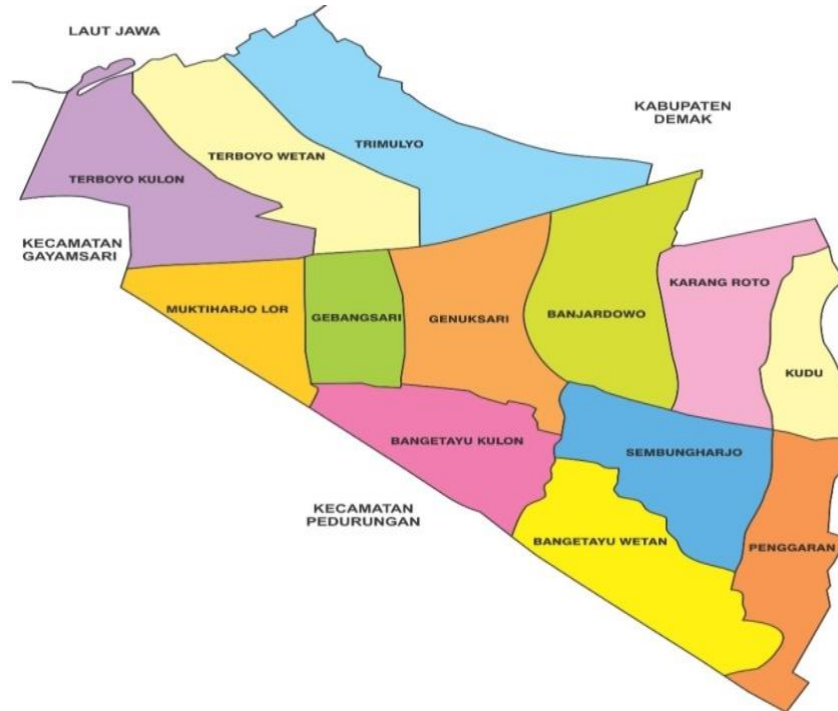 LAUT JAWA
KABUPATEN
DEMAK
TRIMULYO
TERBOYO WETAN
TERBOYO KULON
KECAMATAN
GAYAMSARI
KARANG ROTO
MUKTIHARJO LOR
GEBANGSARI
GENUKSARI
BANJARDOWO
KUDU
BANGETAYU KULON
SEMBUNGHARJO
KECAMATAN
PEDURUNGAN
BANGETAYU WETAN
PENGGARAN